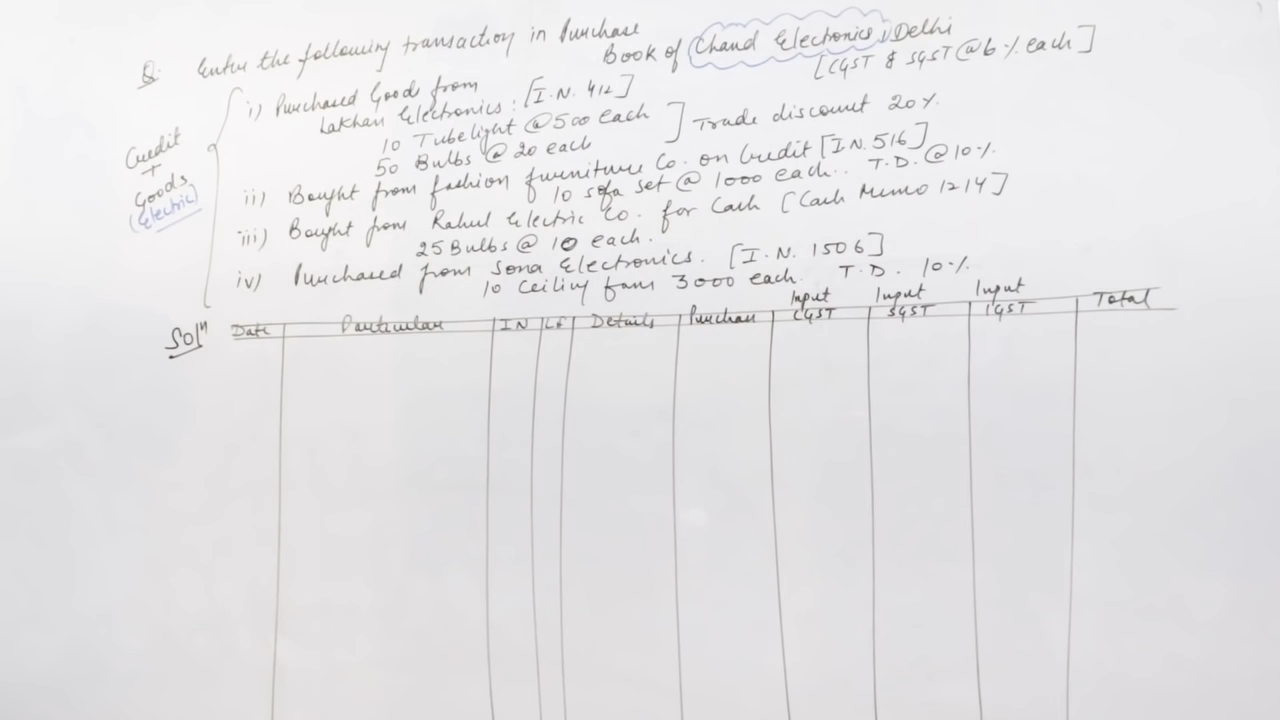 Q. Enter the following transaction in Purchase
Book of Chand Electonics, Delhi
[CGST & SGST @ 6% each]
Credit
+
Goods
(Electric)
i) Purchased Good from
Lakhan Electronics: [I.N. 412]
10 Tubelight @ 500 each
50 Bulbs @ 20 each ] Trade discount 20%
ii) Bought from fashion furniture Co. on Credit [IN. 516]
10 sofa set @ 1000 each. T.D. @ 10%.
iii) Bought from Rahul Electric Co. for Cash [Cash Memo 1214]
25 Bulbs @ 10 each.
iv) Purchased from Sona Electronics. [I.N. 1506]
10 Ceiling fans 3000 each. T.D. 10%
Solⁿ
Date Particular IN LF Details Purchase Input CGST Input SGST Input IGST Total